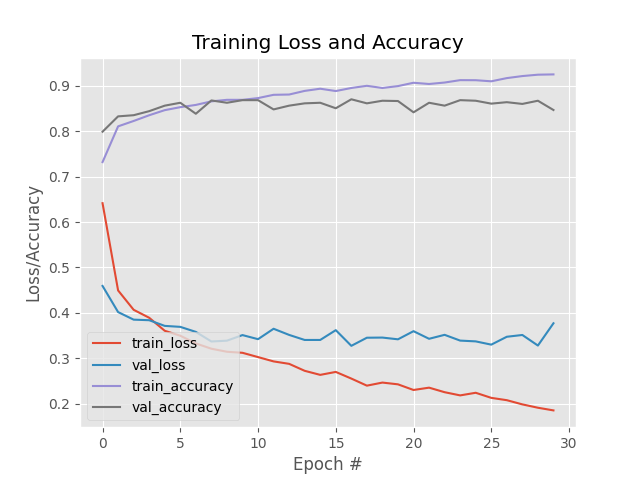 Training Loss and Accuracy
Loss/Accuracy
0.9
0.8
0.7
0.6
0.5
0.4
0.3
0.2
train_loss
val_loss
train_accuracy
val_accuracy
0 5 10 15 20 25 30
Epoch #